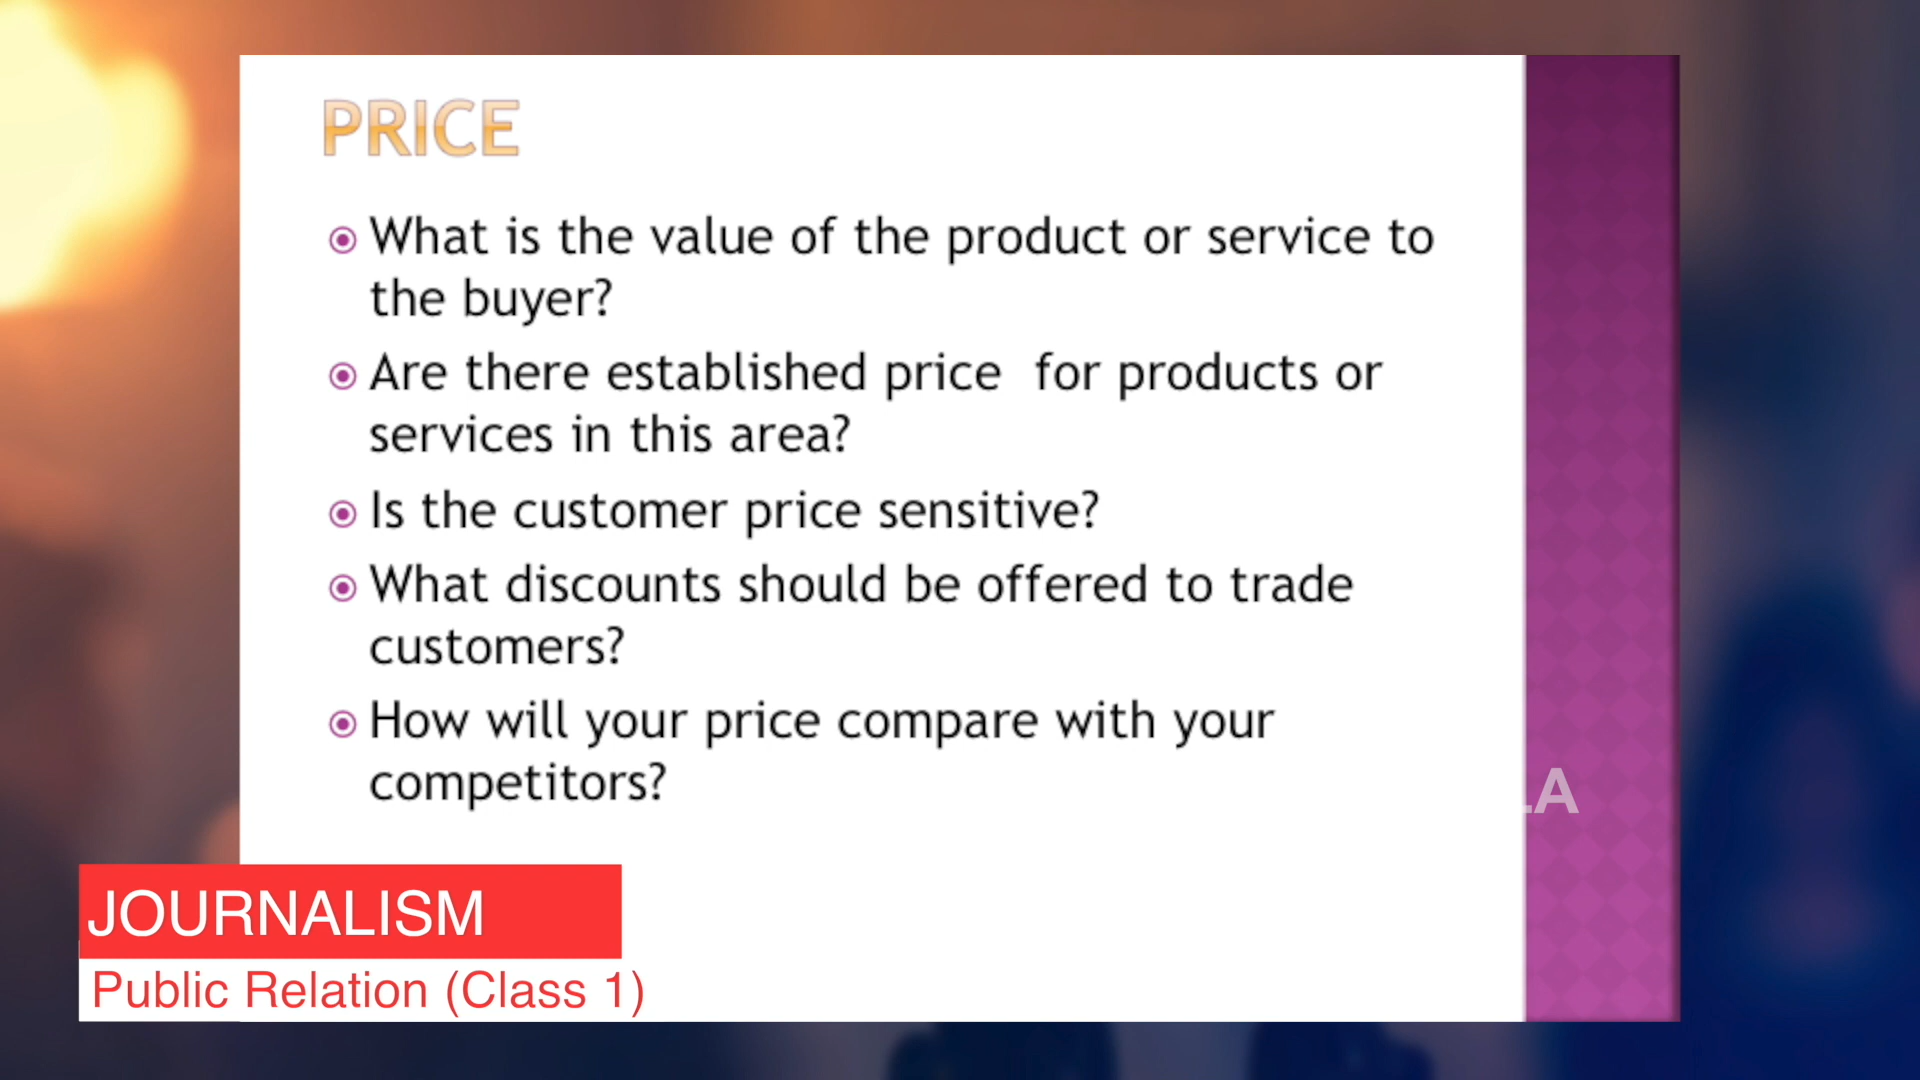 PRICE
What is the value of the product or service to
the buyer?
Are there established price for products or
services in this area?
Is the customer price sensitive?
What discounts should be offered to trade
customers?
How will your price compare with your
competitors?
LA
JOURNALISM
Public Relation (Class 1)